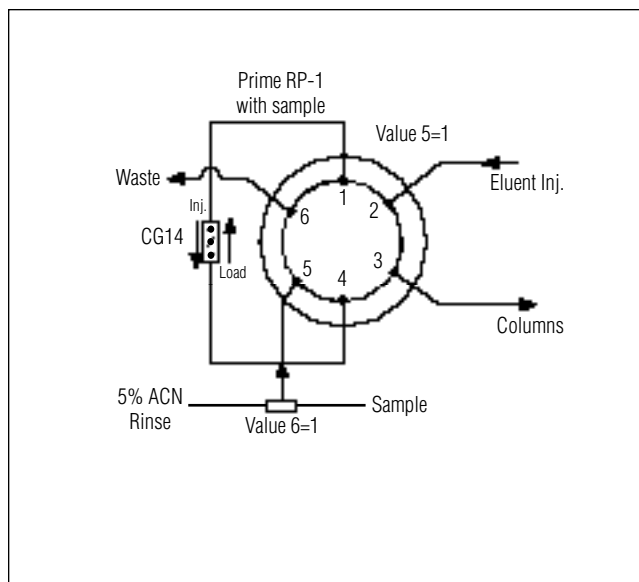 Prime RP-1
with sample
Value 5=1
Waste
Eluent Inj.
1
2
6
Inj.
CG14
Load
5
4
3
Columns
5% ACN
Rinse
Sample
Value 6=1